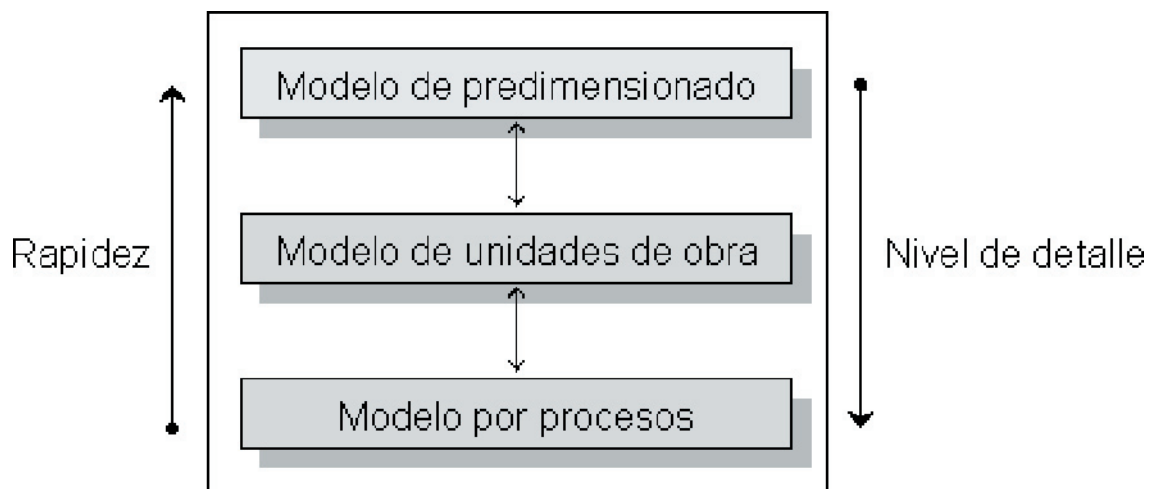 Modelo de predimensionado
Rapidez
Modelo de unidades de obra
Nivel de detalle
Modelo por procesos